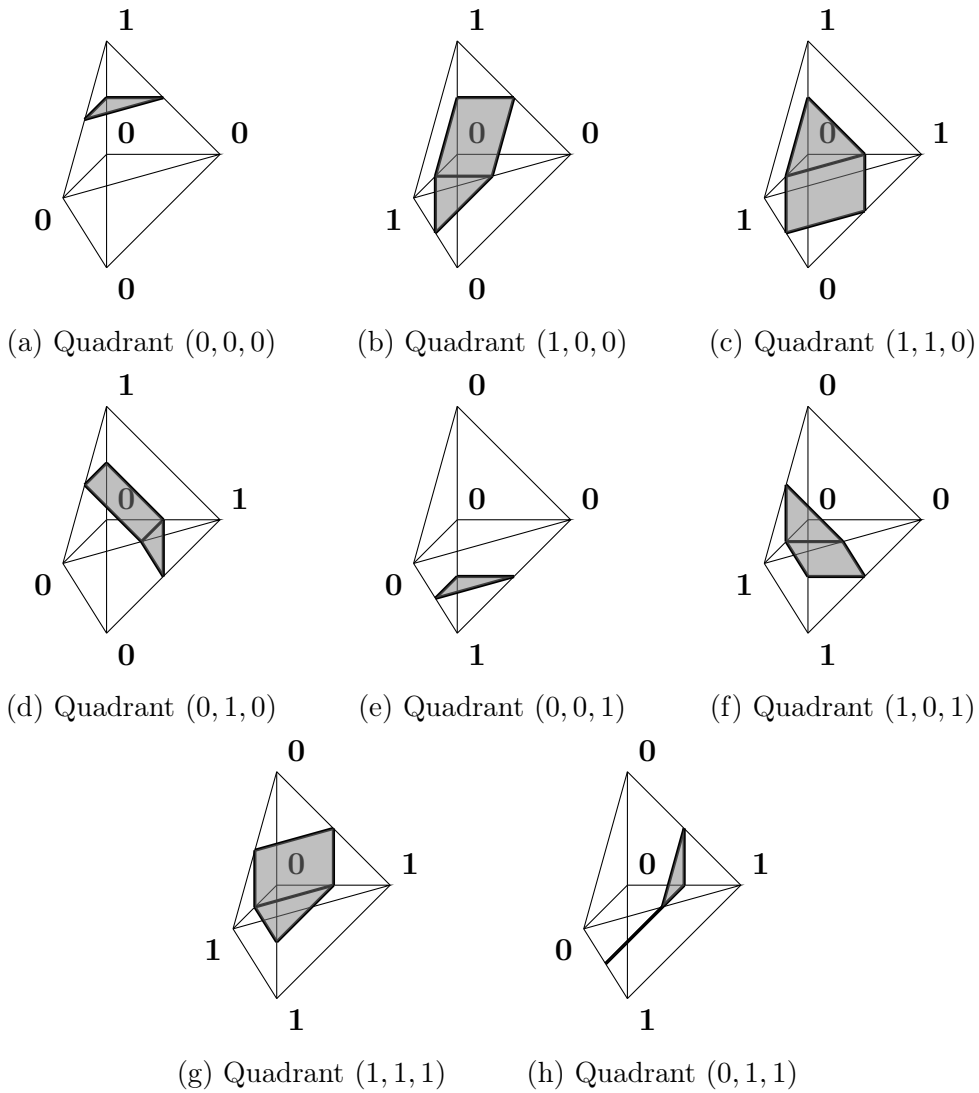 1 1 1
0 0 0 0 0 1
0 1 1
0 0 0
(a) Quadrant (0, 0, 0) (b) Quadrant (1, 0, 0) (c) Quadrant (1, 1, 0)
1 0 0
0 1 0 0 0 0
0 0 1
0 1 1
(d) Quadrant (0, 1, 0) (e) Quadrant (0, 0, 1) (f) Quadrant (1, 0, 1)
0 0
0 1 0 1
1 0
1 1
(g) Quadrant (1, 1, 1) (h) Quadrant (0, 1, 1)